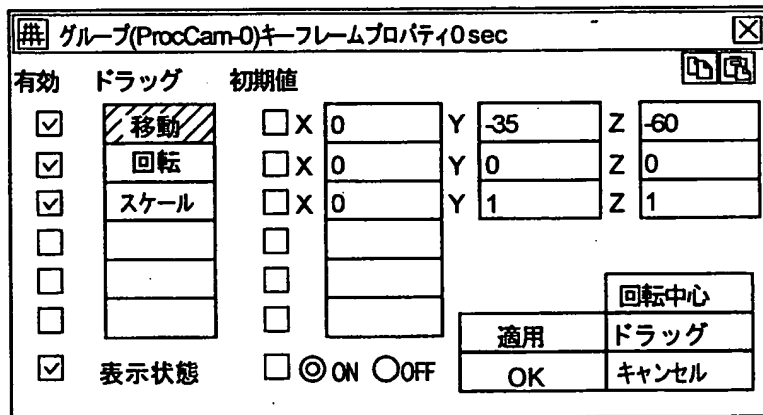 グループ(ProcCam-0)キーフレームプロパティ0 sec
有効 ドラッグ 初期値
移動 X 0 Y -35 Z -60
回転 X 0 Y 0 Z 0
スケール X 0 Y 1 Z 1
回転中心
適用 ドラッグ
表示状態 ON OFF OK キャンセル